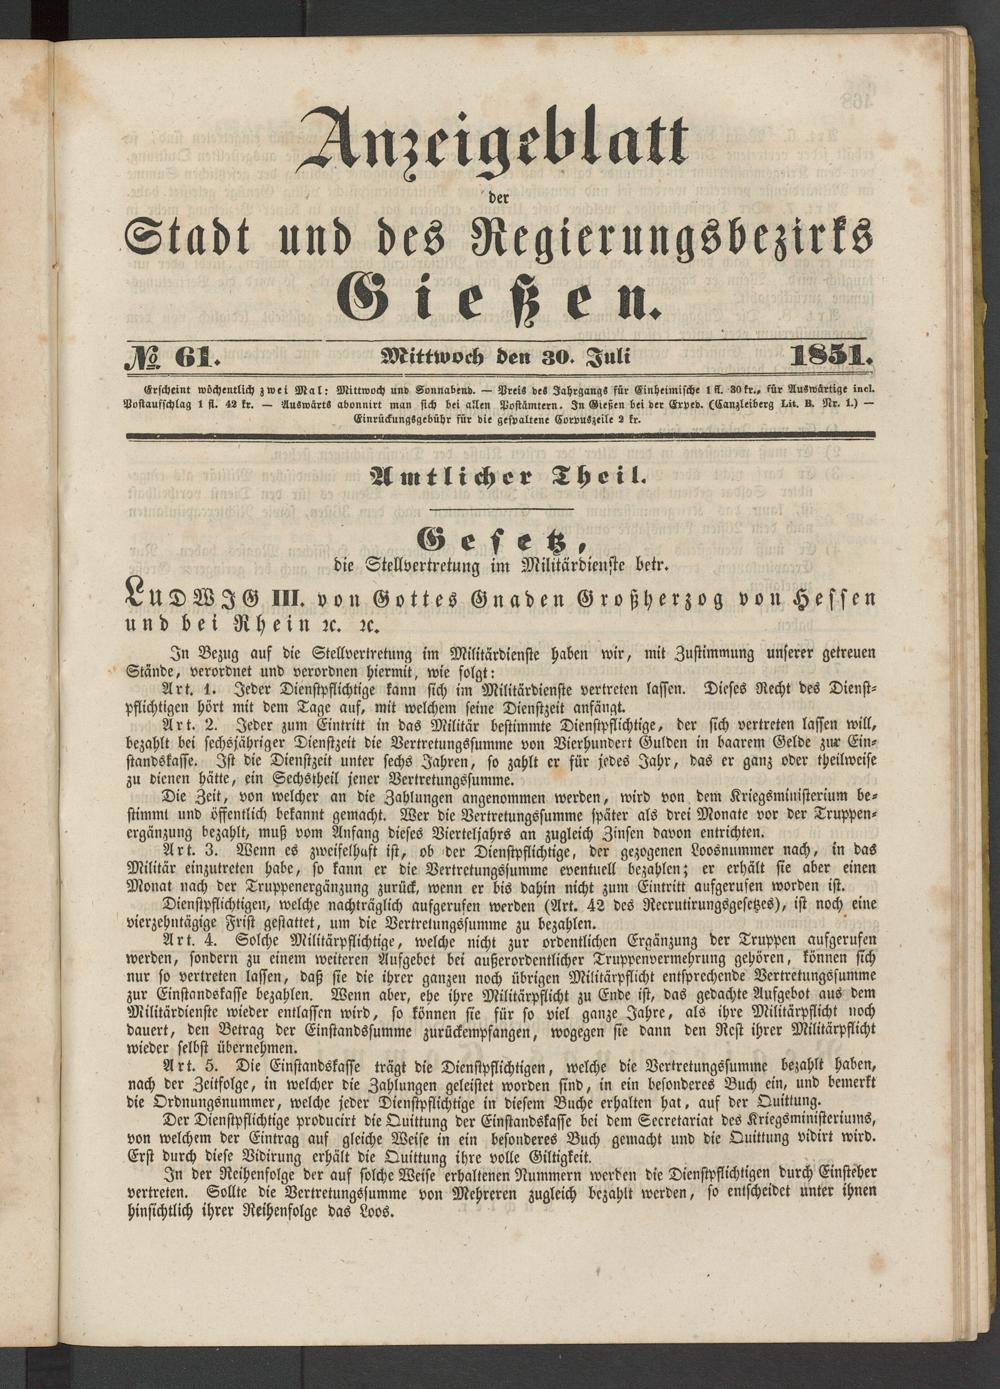 Anzeigeblatt
der
Stadt und des Regierungsbezirks
Gießen.
№ 61. Mittwoch den 30. Juli 1851.
Erscheint wöchentlich zwei Mal: Mittwoch und Sonnabend. — Preis des Jahrgangs für Einheimische 1 fl. 30 kr., für Auswärtige incl.
Postaufschlag 1 fl. 42 kr. — Auswärts abonnirt man sich bei allen Postämtern. In Gießen bei der Exped. (Canzleiberg Lit. B. Nr. 1.) —
Einrückungsgebühr für die gespaltene Corpuszeile 2 kr.
Amtlicher Theil.
Gesetz,
die Stellvertretung im Militärdienste betr.
LUDWIG III. von Gottes Gnaden Großherzog von Hessen
und bei Rhein ꝛc. ꝛc.
In Bezug auf die Stellvertretung im Militärdienste haben wir, mit Zustimmung unserer getreuen
Stände, verordnet und verordnen hiermit, wie folgt:
Art. 1. Jeder Dienstpflichtige kann sich im Militärdienste vertreten lassen. Dieses Recht des Dienst-
pflichtigen hört mit dem Tage auf, mit welchem seine Dienstzeit anfängt.
Art. 2. Jeder zum Eintritt in das Militär bestimmte Dienstpflichtige, der sich vertreten lassen will,
bezahlt bei sechsjähriger Dienstzeit die Vertretungssumme von Vierhundert Gulden in baarem Gelde zur Ein-
standskasse. Ist die Dienstzeit unter sechs Jahren, so zahlt er für jedes Jahr, das er ganz oder theilweise
zu dienen hätte, ein Sechstheil jener Vertretungssumme.
Die Zeit, von welcher an die Zahlungen angenommen werden, wird von dem Kriegsministerium be-
stimmt und öffentlich bekannt gemacht. Wer die Vertretungssumme später als drei Monate vor der Truppen-
ergänzung bezahlt, muß vom Anfang dieses Vierteljahrs an zugleich Zinsen davon entrichten.
Art. 3. Wenn es zweifelhaft ist, ob der Dienstpflichtige, der gezogenen Loosnummer nach, in das
Militär einzutreten habe, so kann er die Vertretungssumme eventuell bezahlen; er erhält sie aber einen
Monat nach der Truppenergänzung zurück, wenn er bis dahin nicht zum Eintritt aufgerufen worden ist.
Dienstpflichtigen, welche nachträglich aufgerufen werden (Art. 42 des Recrutirungsgesetzes), ist noch eine
vierzehntägige Frist gestattet, um die Vertretungssumme zu bezahlen.
Art. 4. Solche Militärpflichtige, welche nicht zur ordentlichen Ergänzung der Truppen aufgerufen
werden, sondern zu einem weiteren Aufgebot bei außerordentlicher Truppenvermehrung gehören, können sich
nur so vertreten lassen, daß sie die ihrer ganzen noch übrigen Militärpflicht entsprechende Vertretungssumme
zur Einstandskasse bezahlen. Wenn aber, ehe ihre Militärpflicht zu Ende ist, das gedachte Aufgebot aus dem
Militärdienste wieder entlassen wird, so können sie für so viel ganze Jahre, als ihre Militärpflicht noch
dauert, den Betrag der Einstandssumme zurückempfangen, wogegen sie dann den Rest ihrer Militärpflicht
wieder selbst übernehmen.
Art. 5. Die Einstandskasse trägt die Dienstpflichtigen, welche die Vertretungssumme bezahlt haben,
nach der Zeitfolge, in welcher die Zahlungen geleistet worden sind, in ein besonderes Buch ein, und bemerkt
die Ordnungsnummer, welche jeder Dienstpflichtige in diesem Buche erhalten hat, auf der Quittung.
Der Dienstpflichtige producirt die Quittung der Einstandskasse bei dem Secretariat des Kriegsministeriums,
von welchem der Eintrag auf gleiche Weise in ein besonderes Buch gemacht und die Quittung vidirt wird.
Erst durch diese Vidirung erhält die Quittung ihre volle Giltigkeit.
In der Reihenfolge der auf solche Weise erhaltenen Nummern werden die Dienstpflichtigen durch Einsteher
vertreten. Sollte die Vertretungssumme von Mehreren zugleich bezahlt werden, so entscheidet unter ihnen
hinsichtlich ihrer Reihenfolge das Loos.